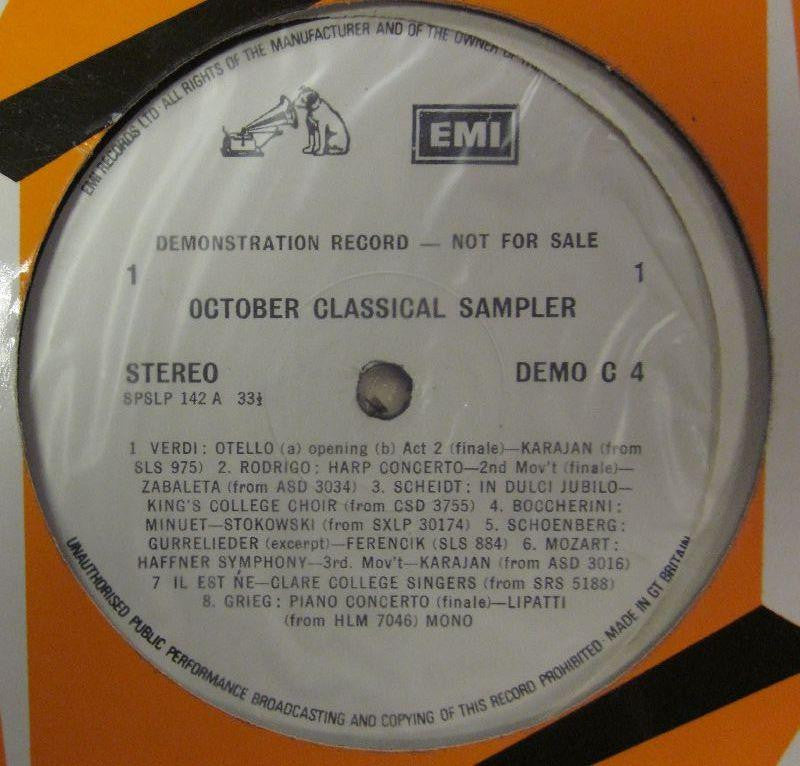 EMI RECORDS LTD ALL RIGHTS OF THE MANUFACTURER AND OF THE OWNER OF
EMI
DEMONSTRATION RECORD — NOT FOR SALE
1 1
OCTOBER CLASSICAL SAMPLER
STEREO DEMO C 4
SPSLP 142 A 33⅓
1 VERDI: OTELLO (a) opening (b) Act 2 (finale)—KARAJAN (from
SLS 975) 2. RODRIGO: HARP CONCERTO—2nd Mov't (finale)—
ZABALETA (from ASD 3034) 3. SCHEIDT: IN DULCI JUBILO—
KING'S COLLEGE CHOIR (from CSD 3755) 4. BOCCHERINI:
MINUET—STOKOWSKI (from SXLP 30174) 5. SCHOENBERG:
GURRELIEDER (excerpt)—FERENCIK (SLS 884) 6. MOZART:
HAFFNER SYMPHONY—3rd. Mov't—KARAJAN (from ASD 3016)
7 IL EST ŃE—CLARE COLLEGE SINGERS (from SRS 5188)
8. GRIEG: PIANO CONCERTO (finale)—LIPATTI
(from HLM 7046) MONO
UNAUTHORISED PUBLIC PERFORMANCE BROADCASTING AND COPYING OF THIS RECORD PROHIBITED·MADE IN GT BRITAIN